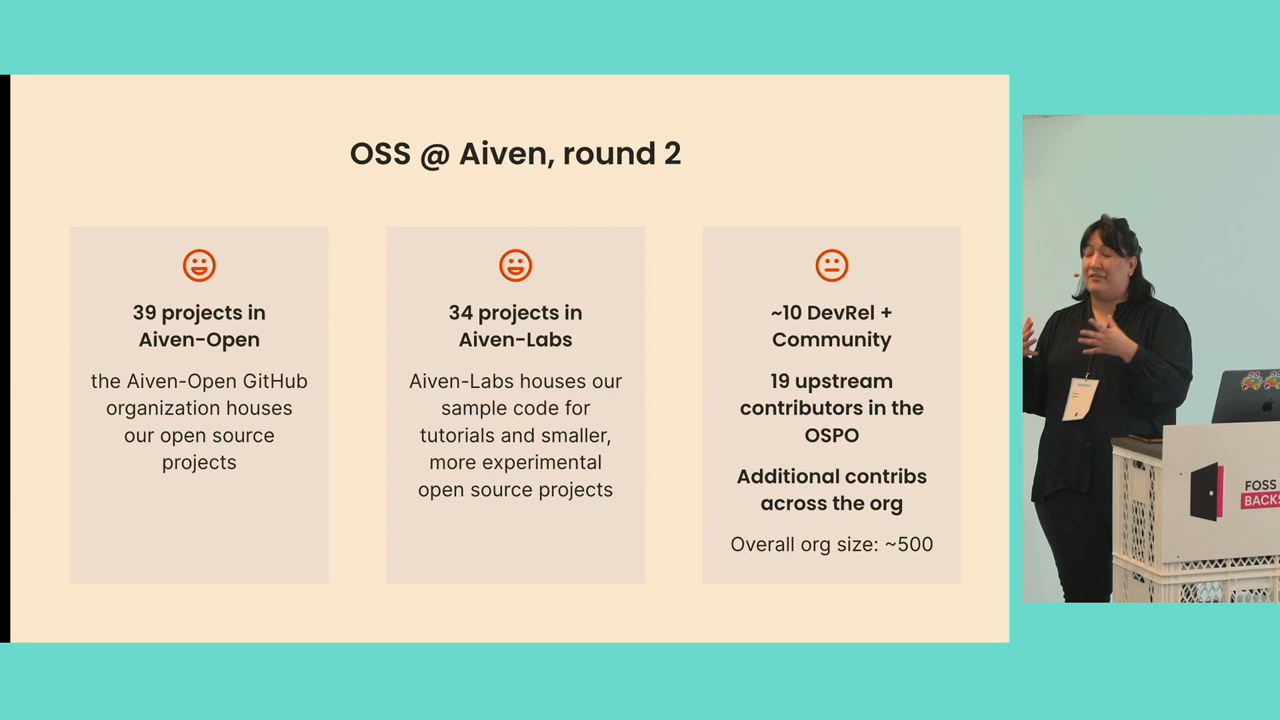 OSS @ Aiven, round 2
39 projects in
Aiven-Open
the Aiven-Open GitHub
organization houses
our open source
projects
34 projects in
Aiven-Labs
Aiven-Labs houses our
sample code for
tutorials and smaller,
more experimental
open source projects
~10 DevRel +
Community
19 upstream
contributors in the
OSPO
Additional contribs
across the org
Overall org size: ~500
FOSS
BACKS